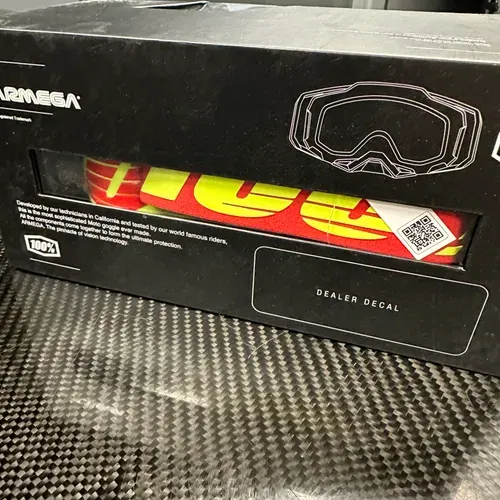 ARMEGA®
Developed by our technicians in California and tested by our world famous riders,
this is the most sophisticated moto goggle ever made.
All the components come together to form the ultimate protection.
ARMEGA. The pinnacle of vision technology.
100%
DEALER DECAL